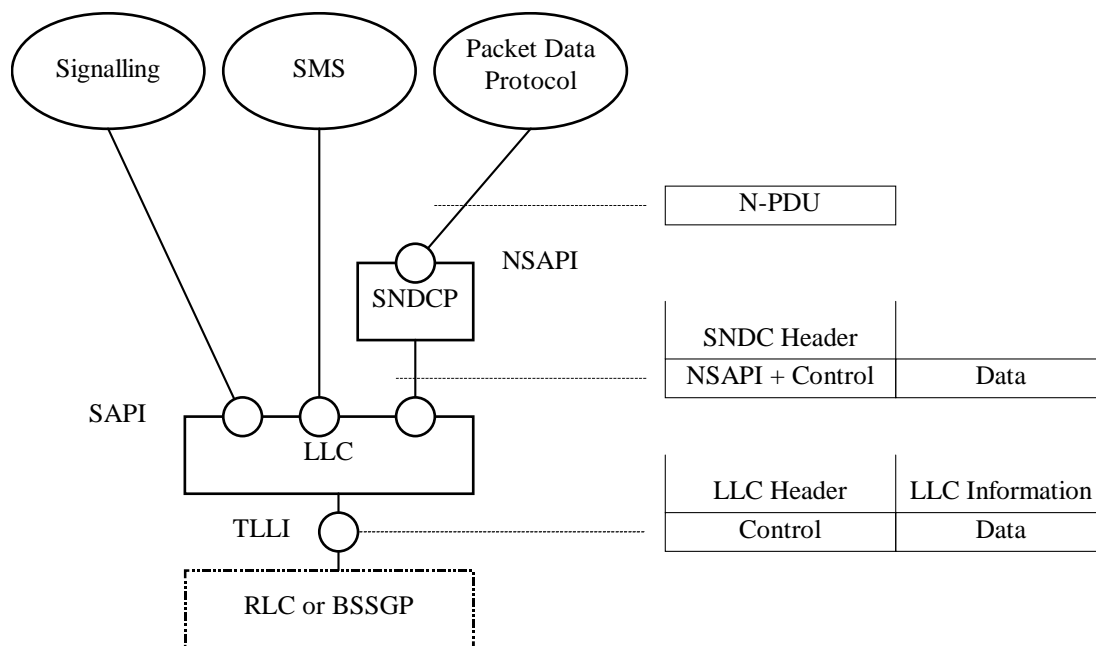 Signalling
SMS
Packet Data
Protocol
N-PDU
NSAPI
SNDCP
SNDC Header
NSAPI + Control
Data
SAPI
LLC
LLC Header
LLC Information
TLLI
Control
Data
RLC or BSSGP